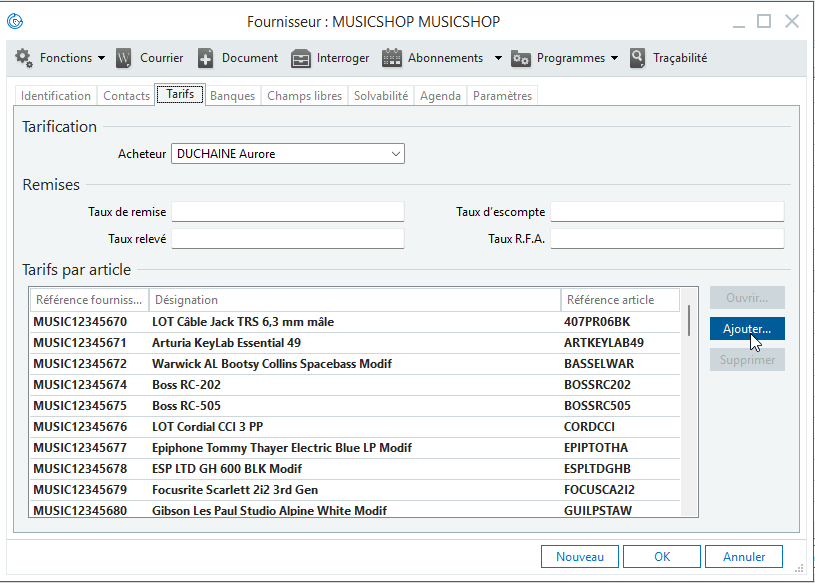 Fournisseur : MUSICSHOP MUSICSHOP
Fonctions Courrier Document Interroger Abonnements Programmes Traçabilité
Identification Contacts Tarifs Banques Champs libres Solvabilité Agenda Paramètres
Tarification
Acheteur DUCHAINE Aurore
Remises
Taux de remise Taux d'escompte
Taux relevé Taux R.F.A.
Tarifs par article
Référence fourniss... Désignation Référence article Ouvrir...
MUSIC12345670 LOT Câble Jack TRS 6,3 mm mâle 407PR06BK
MUSIC12345671 Arturia KeyLab Essential 49 ARTKEYLAB49 Ajouter...
MUSIC12345672 Warwick AL Bootsy Collins Spacebass Modif BASSELWAR Supprimer
MUSIC12345674 Boss RC-202 BOSSRC202
MUSIC12345675 Boss RC-505 BOSSRC505
MUSIC12345676 LOT Cordial CCI 3 PP CORDCCI
MUSIC12345677 Epiphone Tommy Thayer Electric Blue LP Modif EPIPTOTHA
MUSIC12345678 ESP LTD GH 600 BLK Modif ESPLTDGHB
MUSIC12345679 Focusrite Scarlett 2i2 3rd Gen FOCUSCA2I2
MUSIC12345680 Gibson Les Paul Studio Alpine White Modif GUILPSTAW
Nouveau OK Annuler